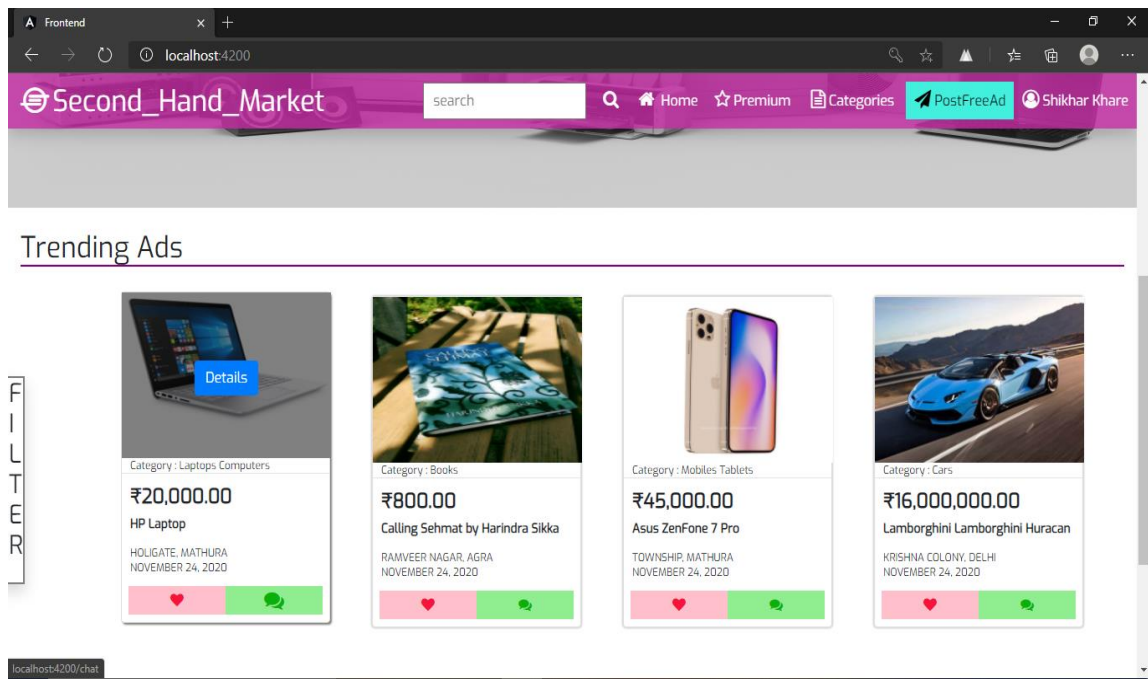 Frontend
localhost:4200
Second_Hand_Market
search
Home
Premium
Categories
PostFreeAd
Shikhar Khare
Trending Ads
FILTER
Details
Category : Laptops Computers
₹20,000.00
HP Laptop
HOLIGATE, MATHURA
NOVEMBER 24, 2020
Category : Books
₹800.00
Calling Sehmat by Harindra Sikka
RAMVEER NAGAR, AGRA
NOVEMBER 24, 2020
Category : Mobiles Tablets
₹45,000.00
Asus ZenFone 7 Pro
TOWNSHIP, MATHURA
NOVEMBER 24, 2020
Category : Cars
₹16,000,000.00
Lamborghini Lamborghini Huracan
KRISHNA COLONY, DELHI
NOVEMBER 24, 2020
localhost:4200/chat